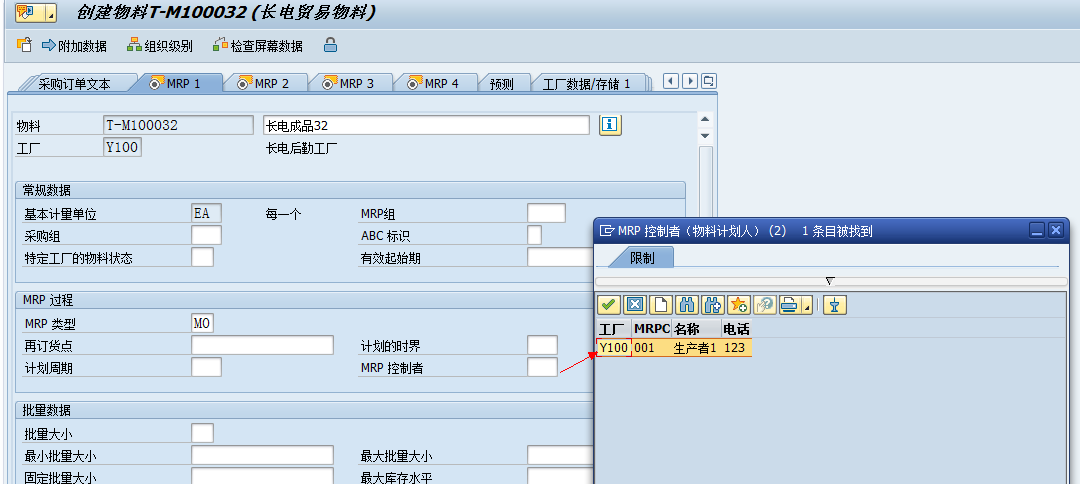 创建物料T-M100032 (长电贸易物料)
附加数据 组织级别 检查屏幕数据
采购订单文本 MRP 1 MRP 2 MRP 3 MRP 4 预测 工厂数据/存储 1
物料 T-M100032 长电成品32
工厂 Y100 长电后勤工厂
常规数据
基本计量单位 EA 每一个 MRP组
采购组 ABC 标识
特定工厂的物料状态 有效起始期
MRP 过程
MRP 类型 M0
再订货点 计划的时界
计划周期 MRP 控制者
批量数据
批量大小
最小批量大小 最大批量大小
固定批量大小 最大库存水平
MRP 控制者（物料计划人） (2) 1 条目被找到
限制
工厂 MRPC 名称 电话
Y100 001 生产者1 123